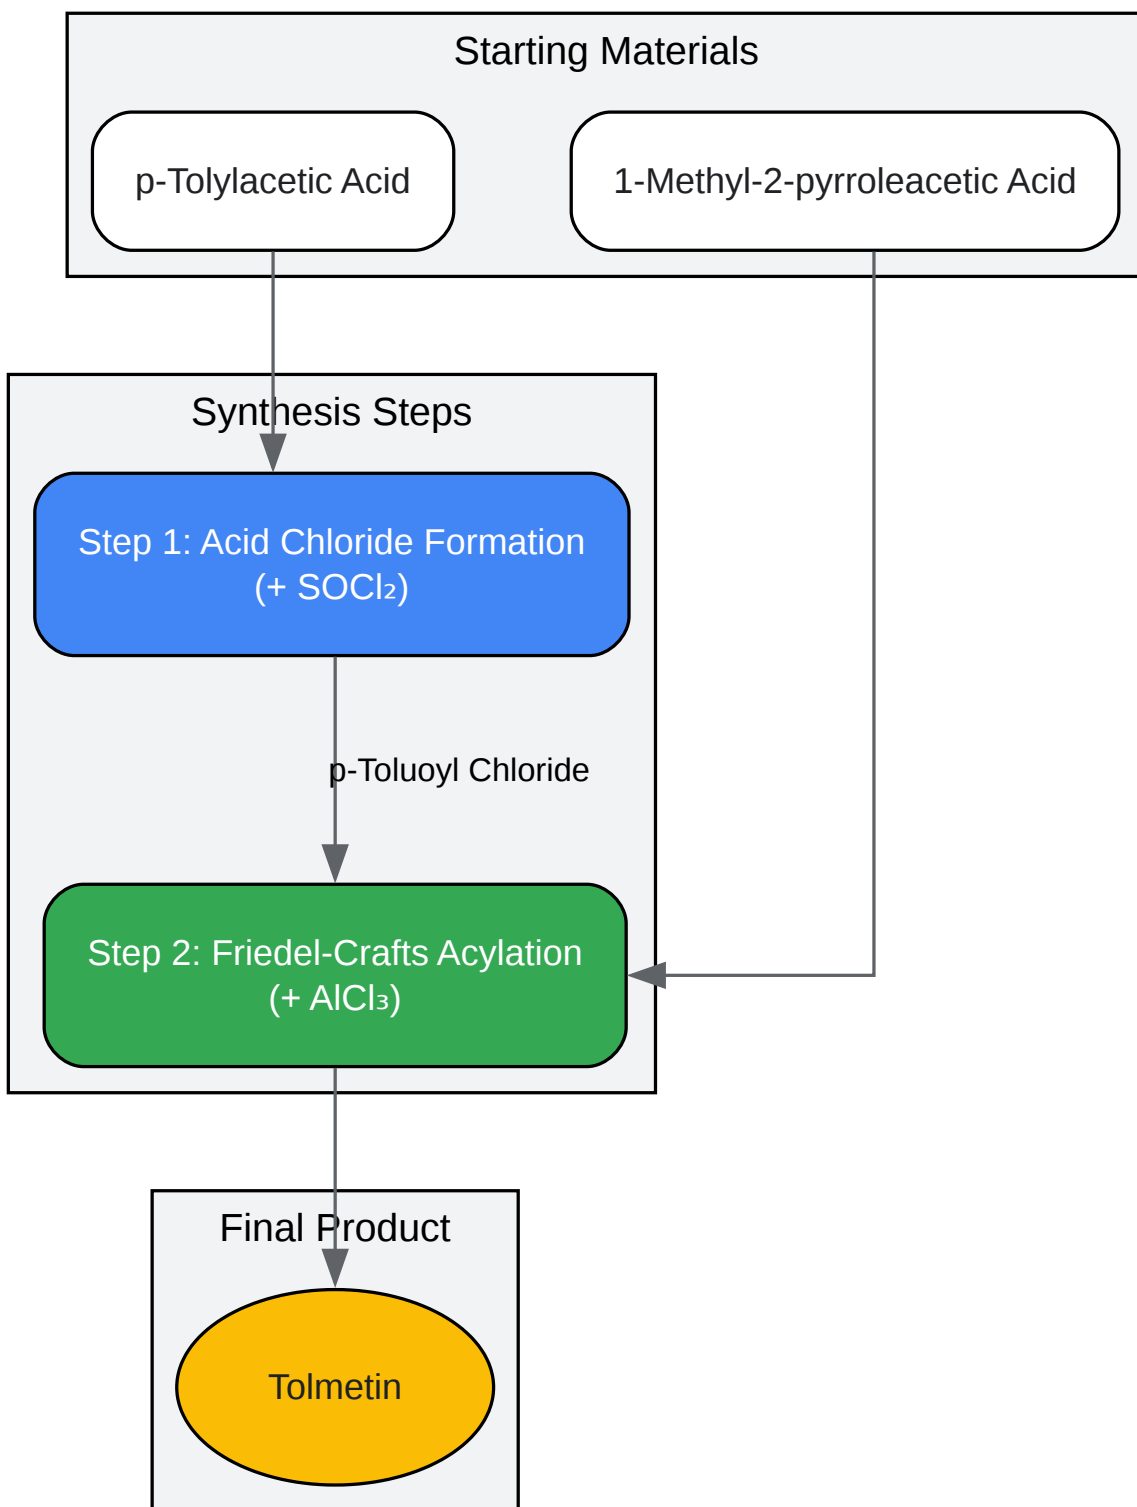 Starting Materials
p-Tolylacetic Acid
1-Methyl-2-pyrroleacetic Acid
Synthesis Steps
Step 1: Acid Chloride Formation
(+ SOCl₂)
p-Toluoyl Chloride
Step 2: Friedel-Crafts Acylation
(+ AlCl₃)
Final Product
Tolmetin